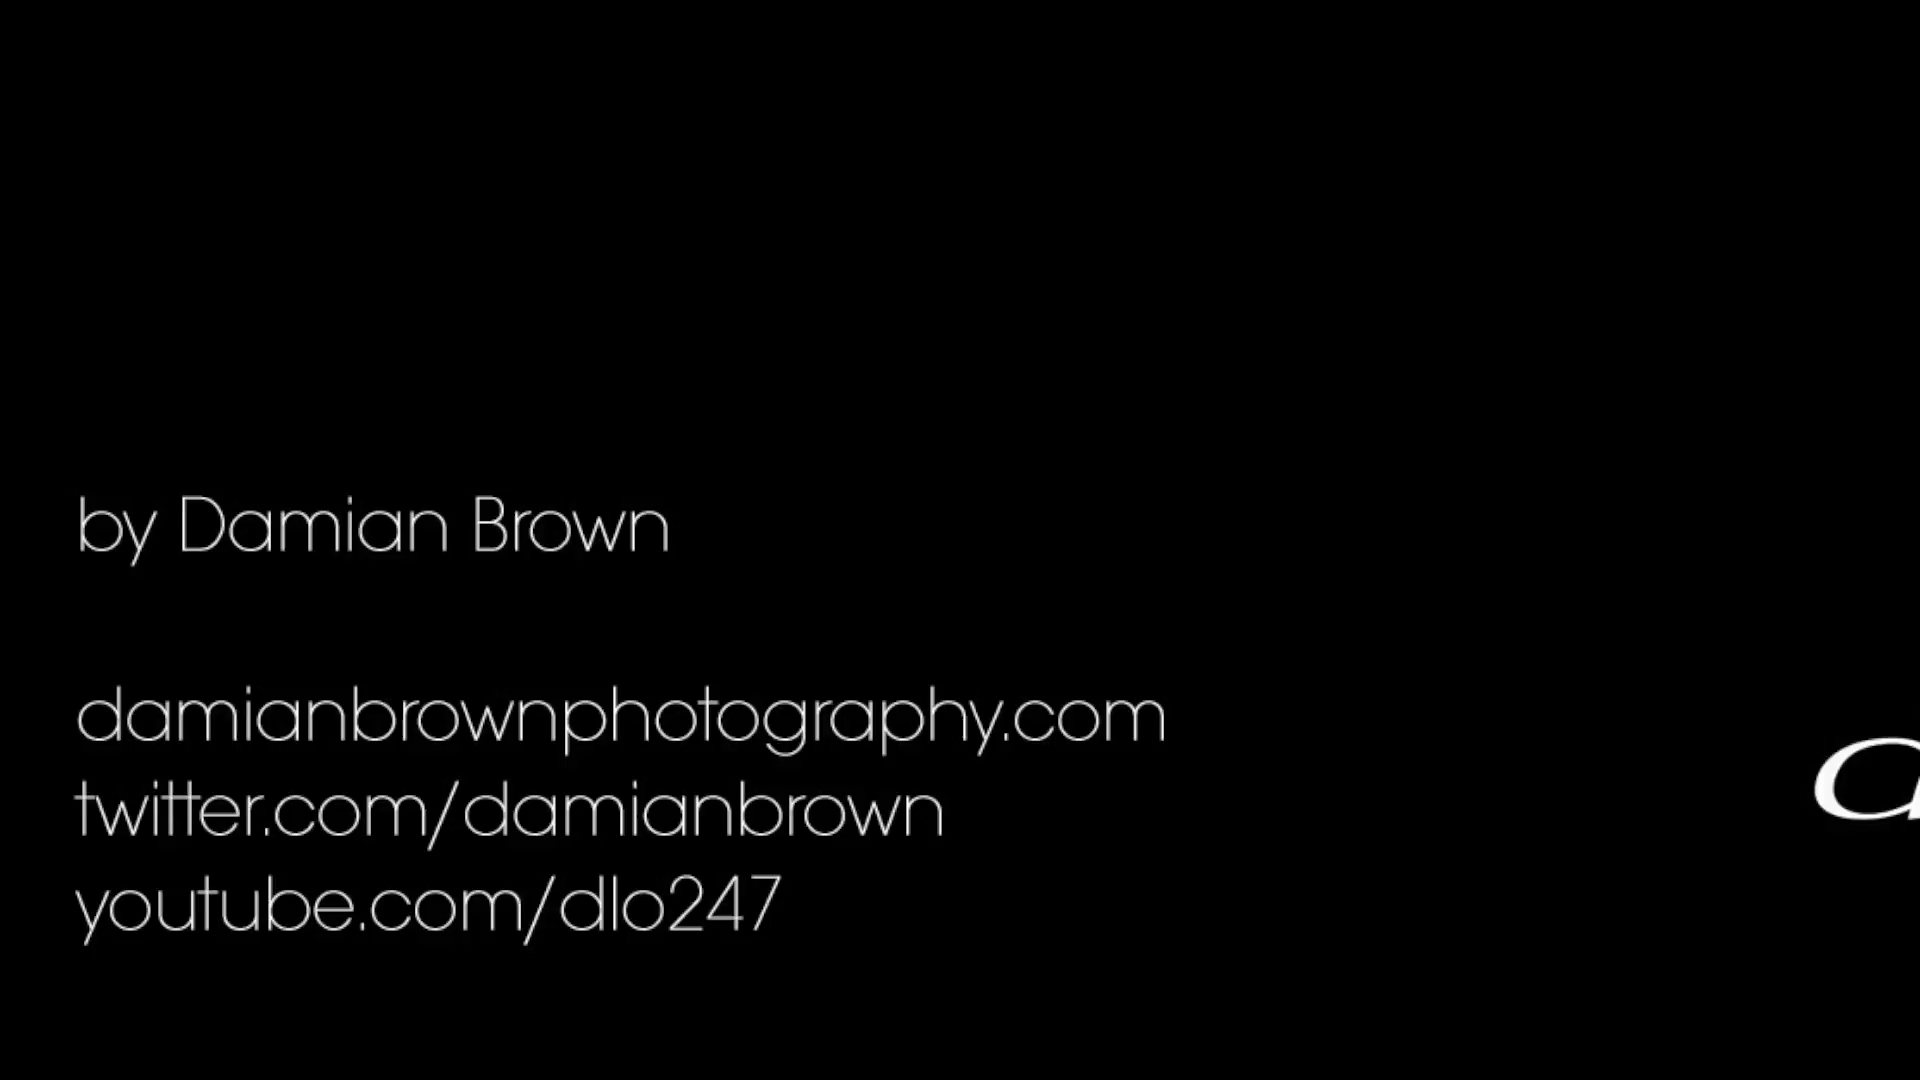 by Damian Brown
damianbrownphotography.com
twitter.com/damianbrown
youtube.com/dlo247